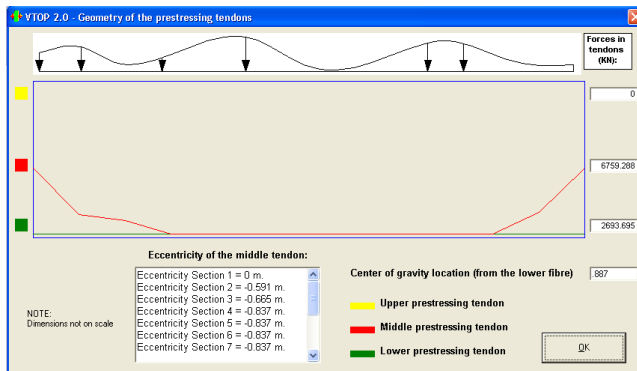 VTOP 2.0 - Geometry of the prestressing tendons
Forces in
tendons
(KN):
0
6759.288
2693.695
Eccentricity of the middle tendon:
Eccentricity Section 1 = 0 m.
Eccentricity Section 2 = -0.591 m.
Eccentricity Section 3 = -0.665 m.
Eccentricity Section 4 = -0.837 m.
Eccentricity Section 5 = -0.837 m.
Eccentricity Section 6 = -0.837 m.
Eccentricity Section 7 = -0.837 m.
NOTE:
Dimensions not on scale
Center of gravity location (from the lower fibre)
887
Upper prestressing tendon
Middle prestressing tendon
Lower prestressing tendon
OK